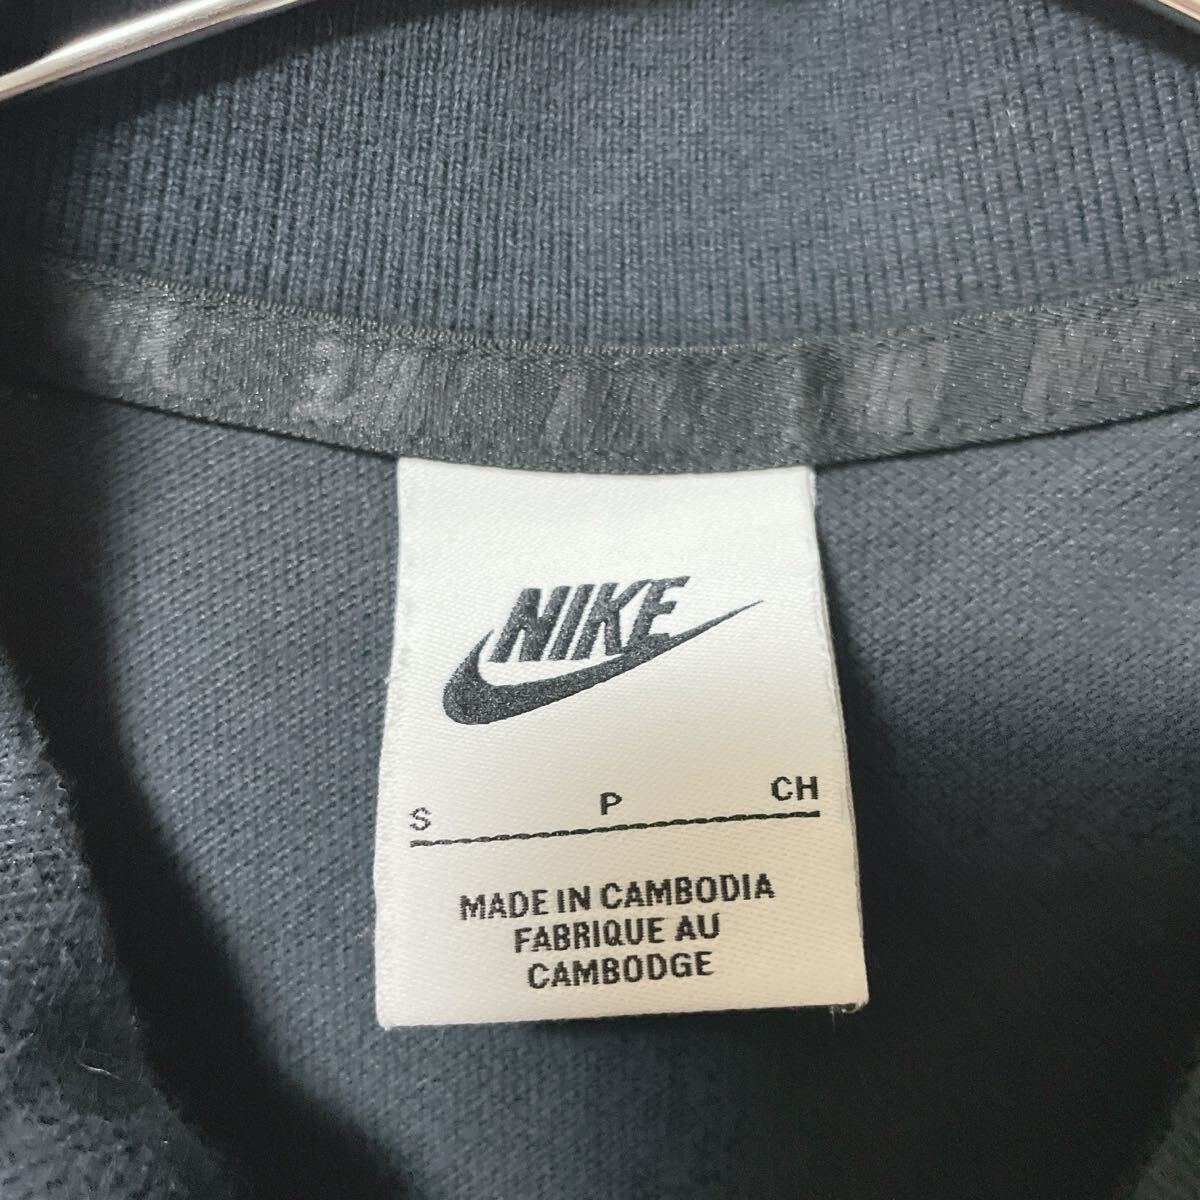 NIKE
S P CH
MADE IN CAMBODIA
FABRIQUE AU
CAMBODGE